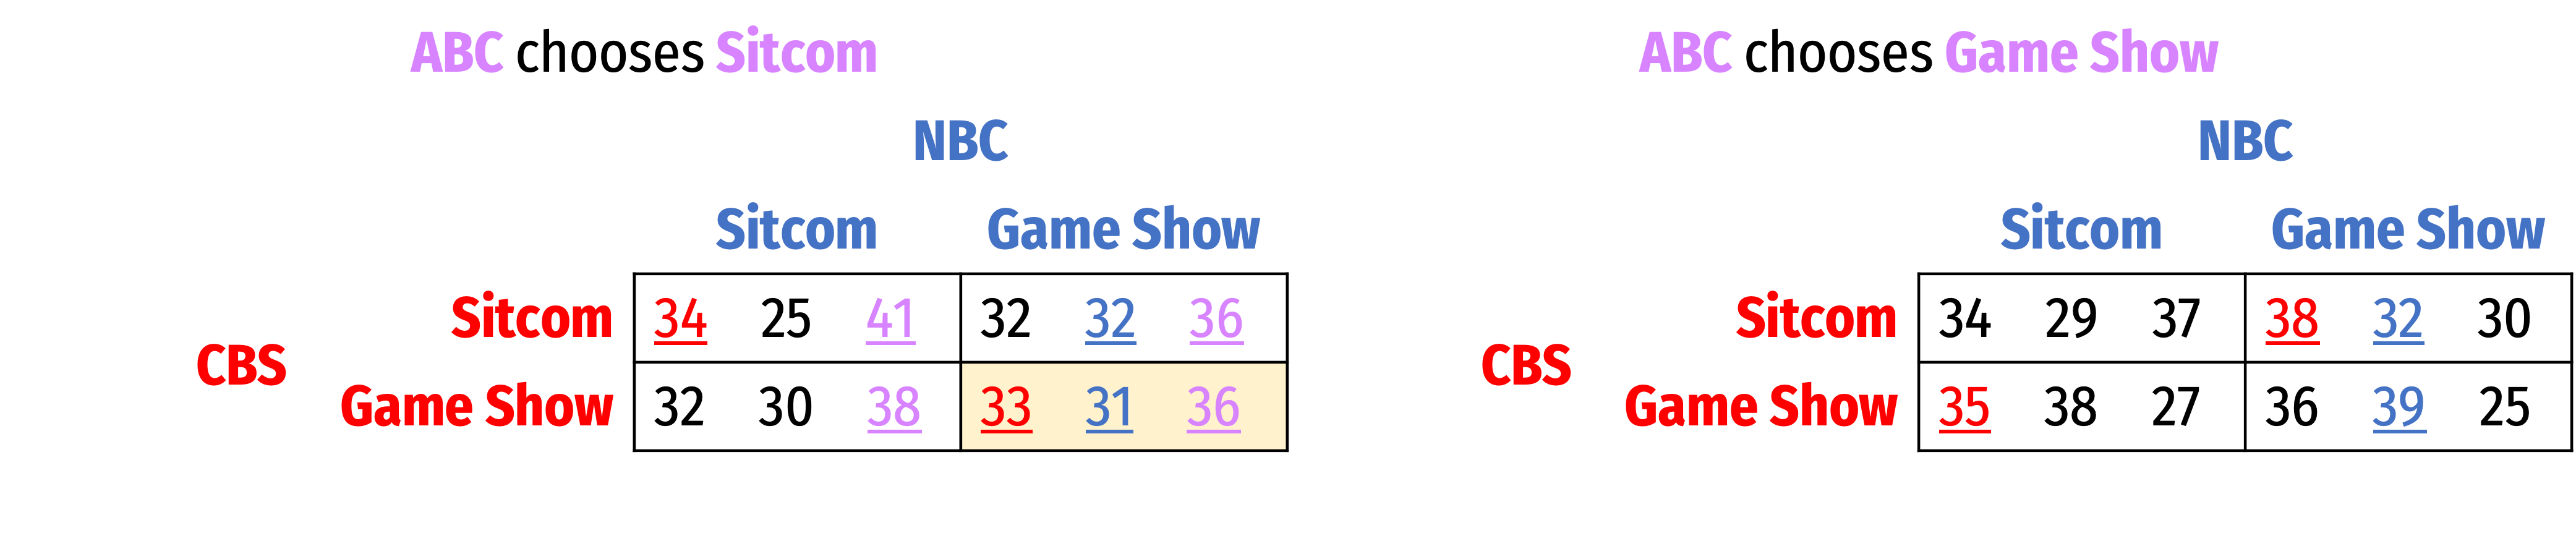 ABC chooses Sitcom
NBC
Sitcom Game Show
CBS
Sitcom 34 25 41 32 32 36
Game Show 32 30 38 33 31 36
ABC chooses Game Show
NBC
Sitcom Game Show
CBS
Sitcom 34 29 37 38 32 30
Game Show 35 38 27 36 39 25